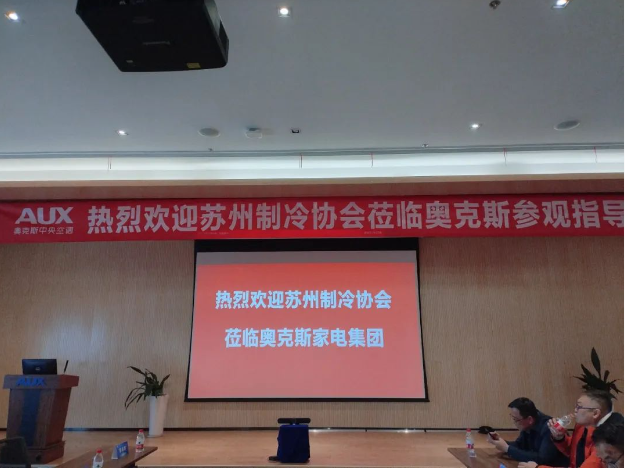 AUX
奥克斯中央空调
热烈欢迎苏州制冷协会莅临奥克斯参观指导
热烈欢迎苏州制冷协会
莅临奥克斯家电集团
AUX